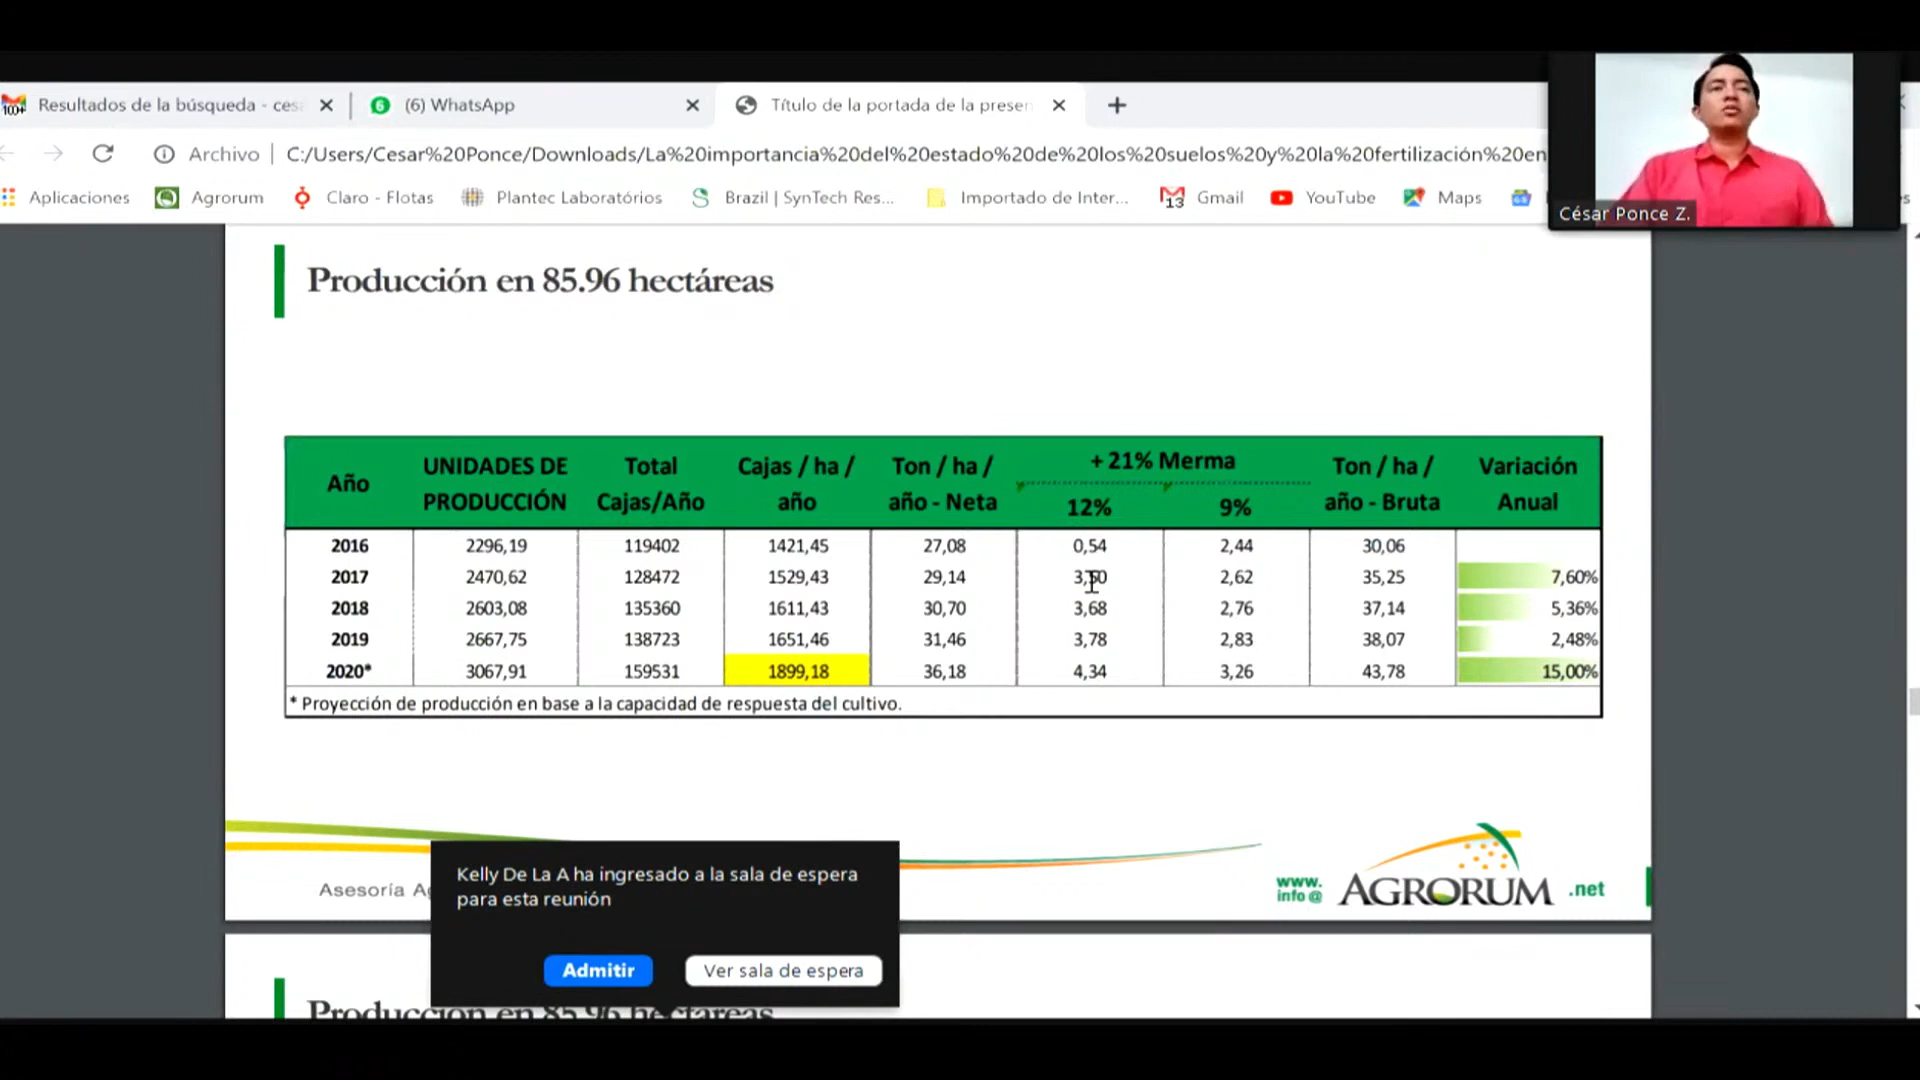 Resultados de la búsqueda - ces
(6) WhatsApp
Título de la portada de la presen
Archivo
C:/Users/Cesar%20Ponce/Downloads/La%20importancia%20del%20estado%20de%20los%20suelos%20y%20la%20fertilización%20en
Aplicaciones
Agrorum
Claro - Flotas
Plantec Laboratórios
Brazil | SynTech Res...
Importado de Inter...
13
Gmail
YouTube
Maps
César Ponce Z.
Producción en 85.96 hectáreas
Año UNIDADES DE PRODUCCIÓN Total Cajas/Año Cajas / ha / año Ton / ha / año - Neta + 21% Merma 12% 9% Ton / ha / año - Bruta Variación Anual
2016 2296,19 119402 1421,45 27,08 0,54 2,44 30,06
2017 2470,62 128472 1529,43 29,14 3,50 2,62 35,25 7,60%
2018 2603,08 135360 1611,43 30,70 3,68 2,76 37,14 5,36%
2019 2667,75 138723 1651,46 31,46 3,78 2,83 38,07 2,48%
2020* 3067,91 159531 1899,18 36,18 4,34 3,26 43,78 15,00%
* Proyección de producción en base a la capacidad de respuesta del cultivo.
Asesoría
Kelly De La A ha ingresado a la sala de espera
para esta reunión
Admitir
Ver sala de espera
www.
info@
AGRORUM
.net
Producción en 85.96 hectáreas